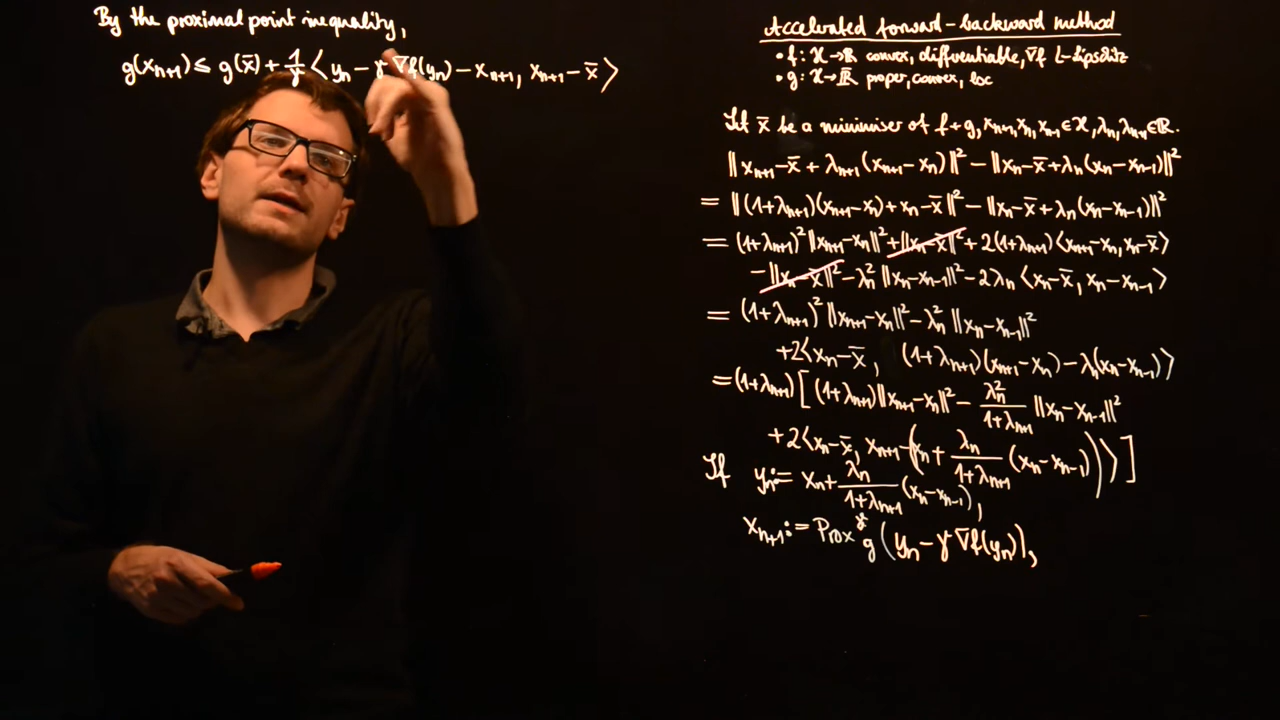 By the proximal point inequality,
g(xₙ₊₁) ≤ g(x̄) + 1/γ ⟨yₙ − γ ∇f(yₙ) − xₙ₊₁, xₙ₊₁ − x̄⟩
Accelerated forward-backward method
• f: ℋ→ℝ convex, differentiable, ∇f L-Lipschitz
• g: ℋ→ℝ̅ proper, convex, lsc
Let x̄ be a minimiser of f+g, xₙ₊₁, xₙ, xₙ₋₁ ∈ ℋ, λₙ, λₙ₊₁ ∈ ℝ.
‖xₙ₊₁ − x̄ + λₙ₊₁(xₙ₊₁ − xₙ)‖² − ‖xₙ − x̄ + λₙ(xₙ − xₙ₋₁)‖²
= ‖(1+λₙ₊₁)(xₙ₊₁ − xₙ) + xₙ − x̄‖² − ‖xₙ − x̄ + λₙ(xₙ − xₙ₋₁)‖²
= (1+λₙ₊₁)² ‖xₙ₊₁ − xₙ‖² + ‖xₙ − x̄‖² + 2(1+λₙ₊₁)⟨xₙ₊₁ − xₙ, xₙ − x̄⟩
− ‖xₙ − x̄‖² − λₙ² ‖xₙ − xₙ₋₁‖² − 2λₙ ⟨xₙ − x̄, xₙ − xₙ₋₁⟩
= (1+λₙ₊₁)² ‖xₙ₊₁ − xₙ‖² − λₙ² ‖xₙ − xₙ₋₁‖²
+ 2⟨xₙ − x̄, (1+λₙ₊₁)(xₙ₊₁ − xₙ) − λₙ(xₙ − xₙ₋₁)⟩
= (1+λₙ₊₁)[(1+λₙ₊₁)‖xₙ₊₁ − xₙ‖² − λₙ²/(1+λₙ₊₁) ‖xₙ − xₙ₋₁‖²
+ 2⟨xₙ − x̄, xₙ₊₁ − (xₙ + λₙ/(1+λₙ₊₁) (xₙ − xₙ₋₁))⟩]
If yₙ := xₙ + λₙ/(1+λₙ₊₁) (xₙ − xₙ₋₁),
xₙ₊₁ := Prox^γ_g (yₙ − γ ∇f(yₙ)),